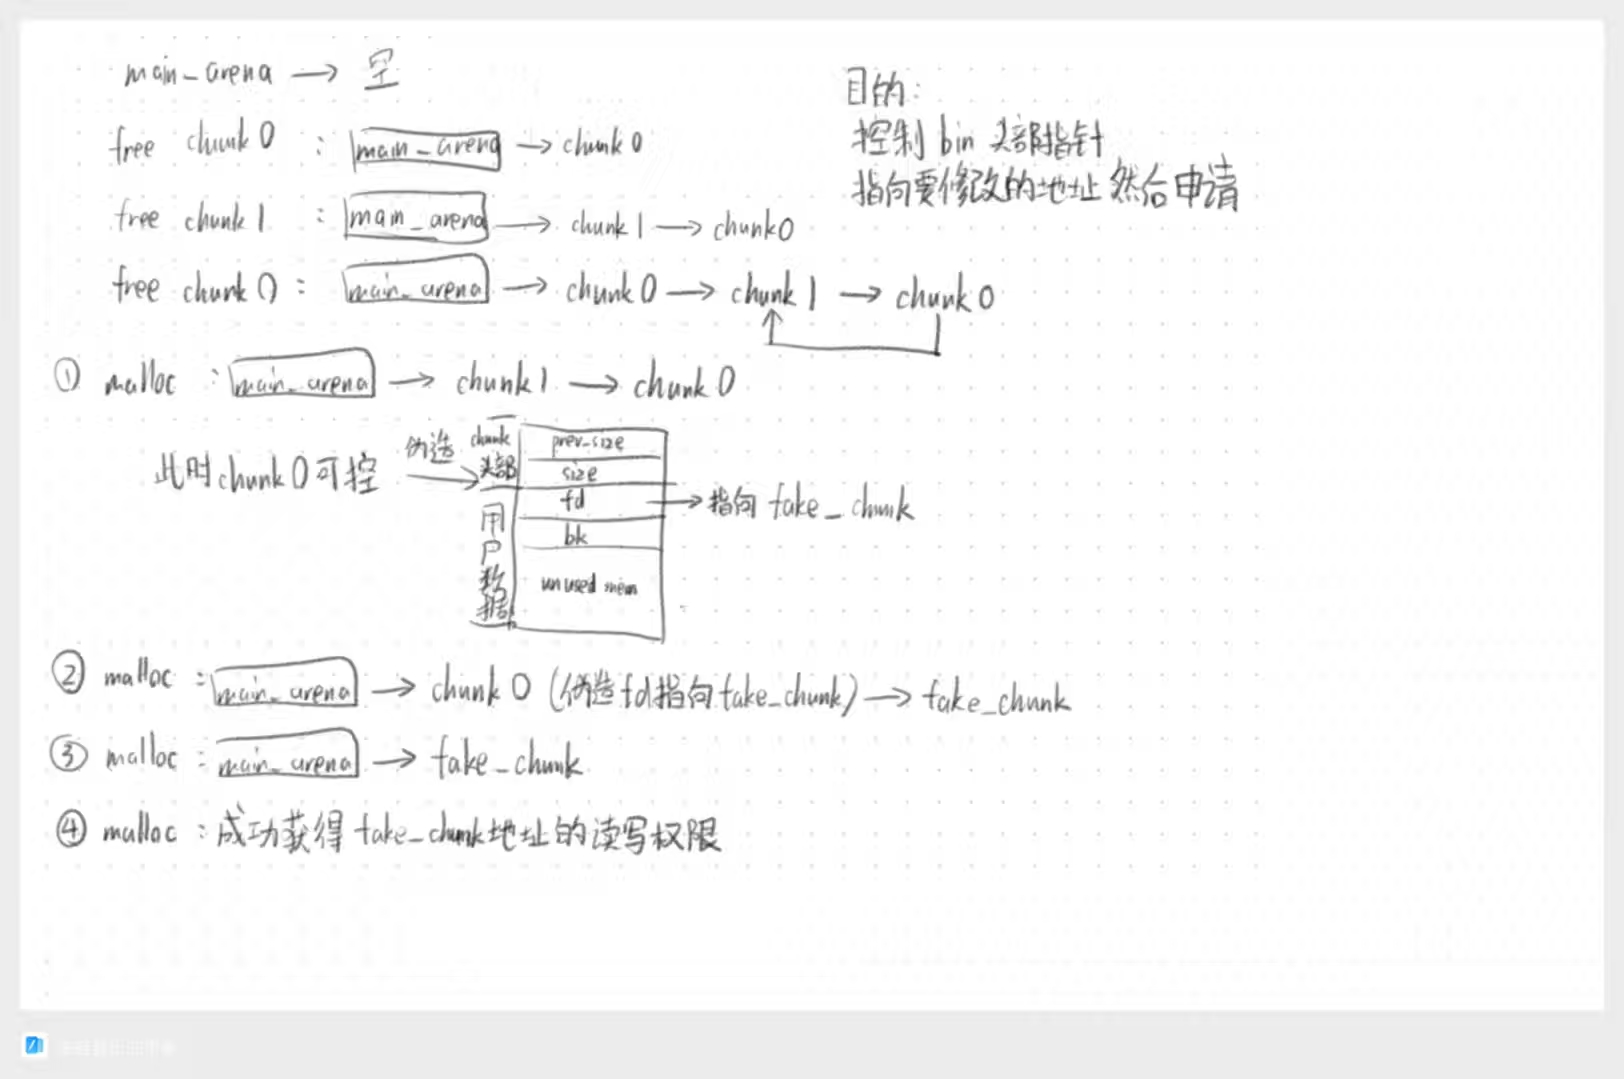 main_arena → 空
目的:
控制 bin 头部指针
指向要修改的地址 然后申请
free chunk 0 : main_arena → chunk 0
free chunk 1 : main_arena → chunk 1 → chunk0
free chunk 0 : main_arena → chunk 0 → chunk 1 → chunk 0
① malloc : main_arena → chunk 1 → chunk 0
此时 chunk 0 可控
伪造
chunk
头部
prev_size
size
用户数据
fd → 指向 fake_chunk
bk
unused mem
② malloc : main_arena → chunk 0 (伪造 fd 指向 fake_chunk) → fake_chunk
③ malloc : main_arena → fake_chunk
④ malloc : 成功获得 fake_chunk 地址的读写权限